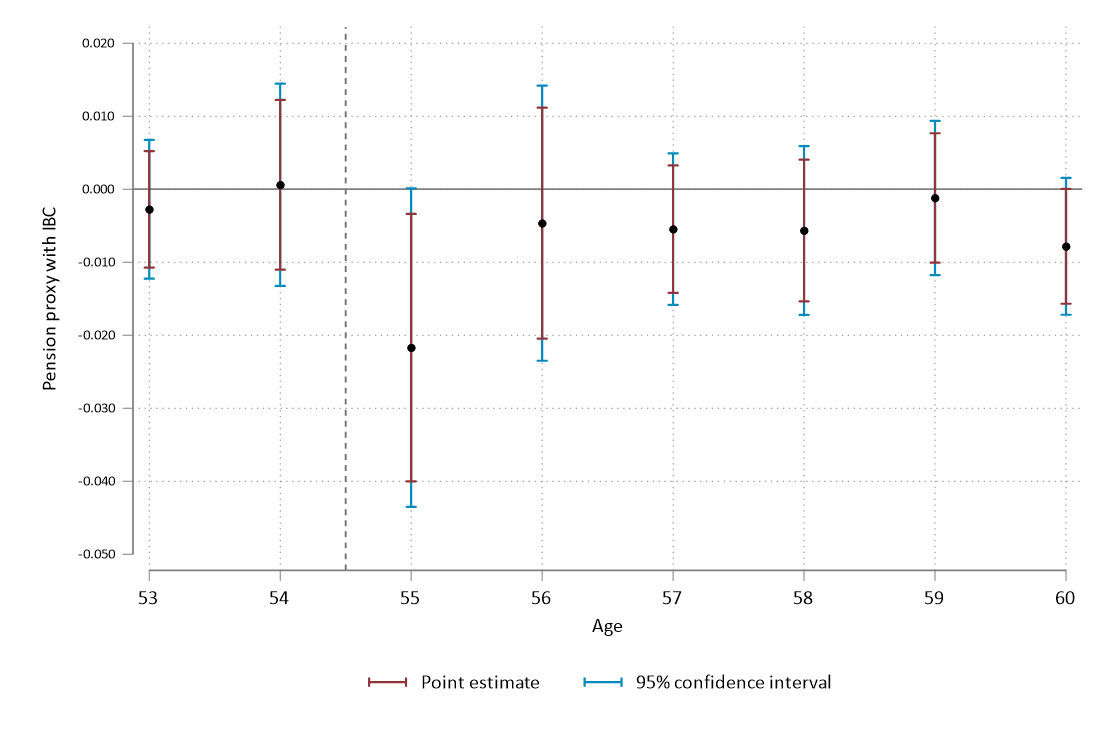 0.020
0.010
0.000
-0.010
-0.020
-0.030
-0.040
-0.050
Pension proxy with IBC
53 54 55 56 57 58 59 60
Age
Point estimate 95% confidence interval